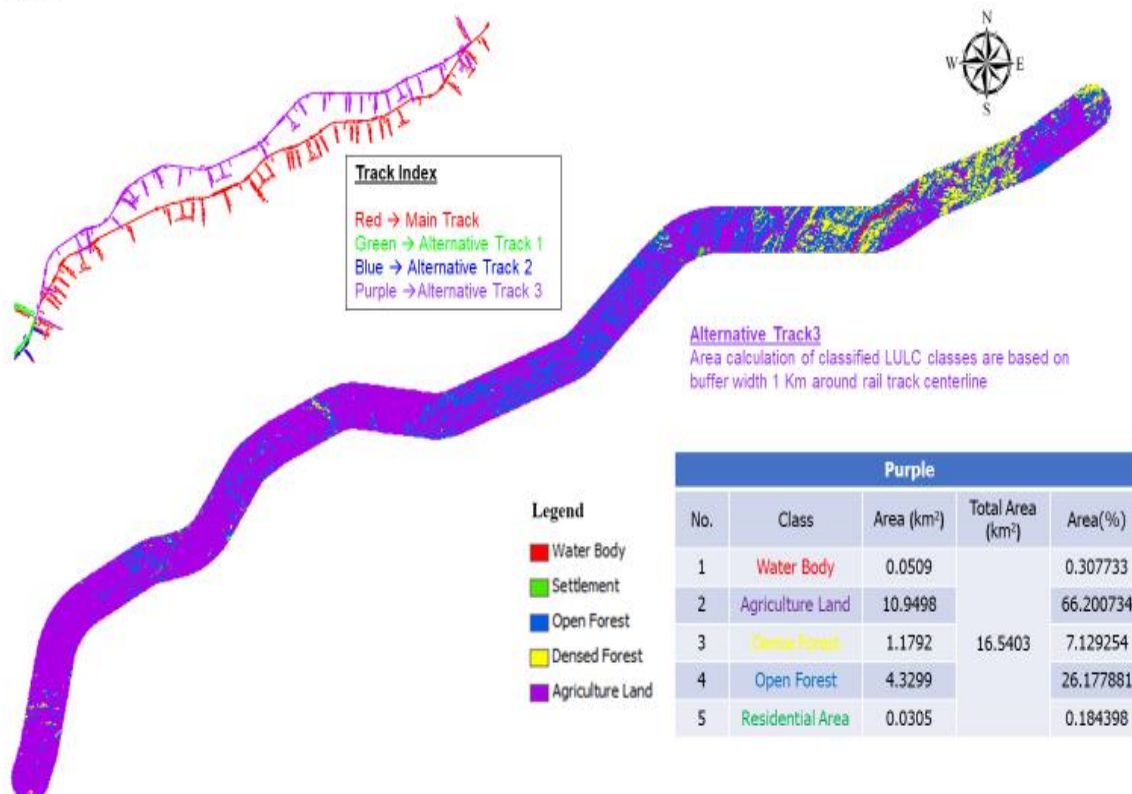 N
W E
S
Track Index
Red → Main Track
Green → Alternative Track 1
Blue → Alternative Track 2
Purple →Alternative Track 3
Alternative Track3
Area calculation of classified LULC classes are based on
buffer width 1 Km around rail track centerline
Legend
Water Body
Settlement
Open Forest
Densed Forest
Agriculture Land
Purple
No. Class Area (km²) Total Area (km²) Area(%)
1 Water Body 0.0509 0.307733
2 Agriculture Land 10.9498 66.200734
3 Dense Forest 1.1792 16.5403 7.129254
4 Open Forest 4.3299 26.177881
5 Residential Area 0.0305 0.184398